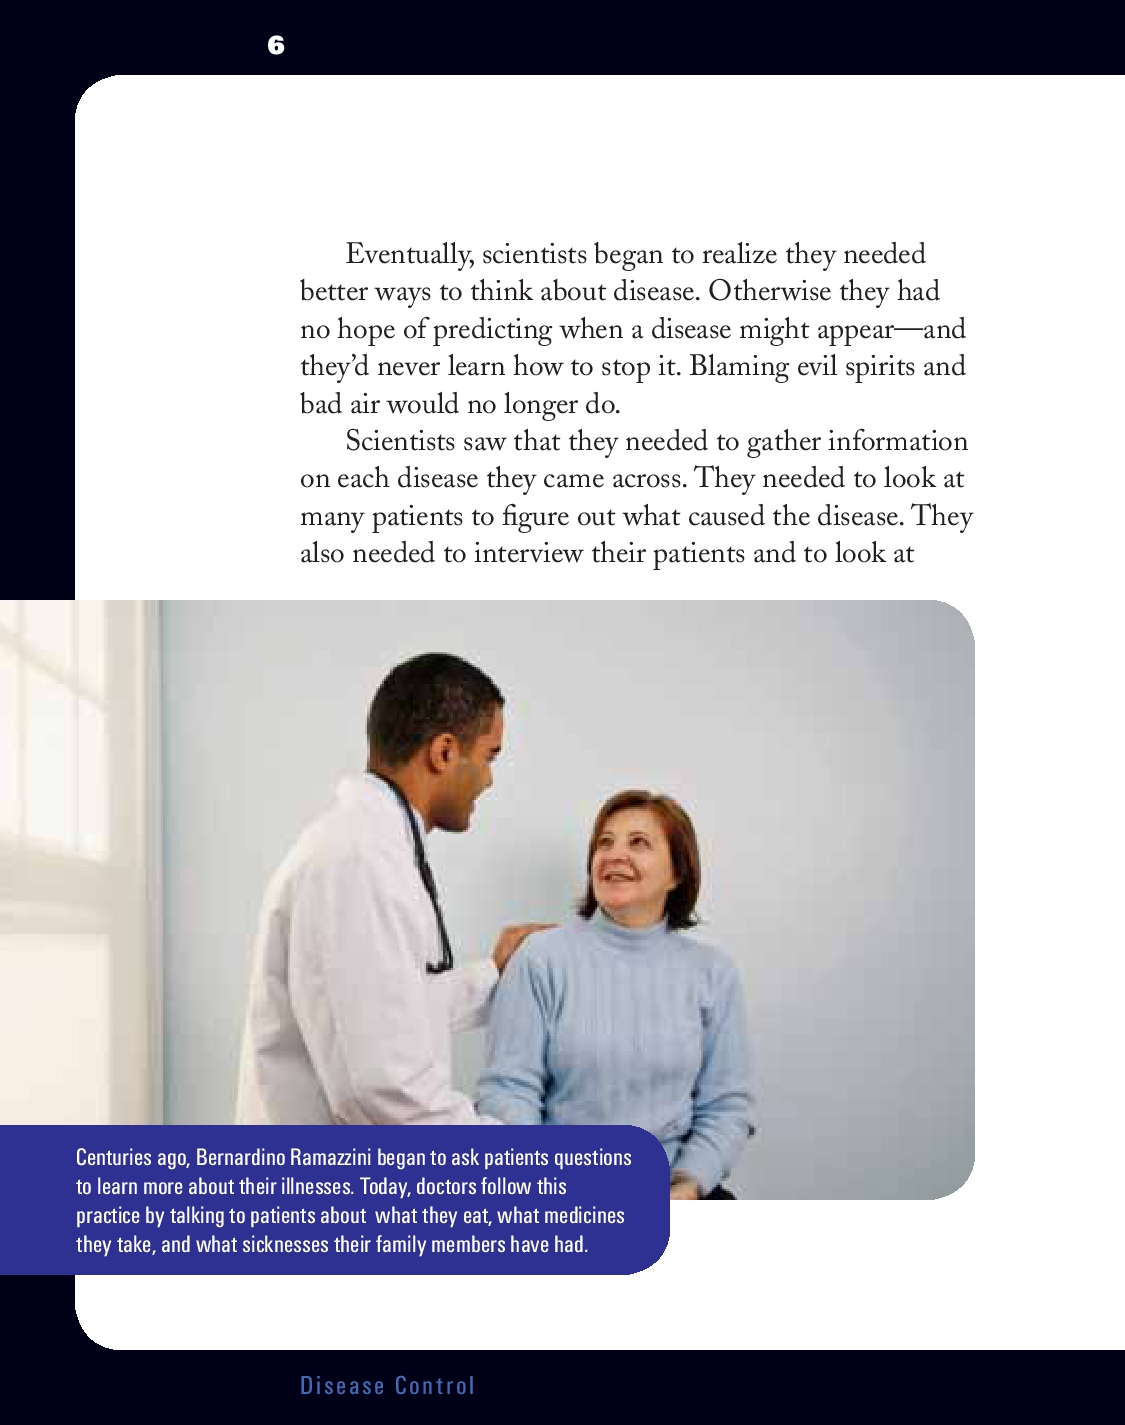 6
Eventually, scientists began to realize they needed
better ways to think about disease. Otherwise they had
no hope of predicting when a disease might appear—and
they’d never learn how to stop it. Blaming evil spirits and
bad air would no longer do.
Scientists saw that they needed to gather information
on each disease they came across. They needed to look at
many patients to figure out what caused the disease. They
also needed to interview their patients and to look at
Centuries ago, Bernardino Ramazzini began to ask patients questions
to learn more about their illnesses. Today, doctors follow this
practice by talking to patients about  what they eat, what medicines
they take, and what sicknesses their family members have had.
Disease Control